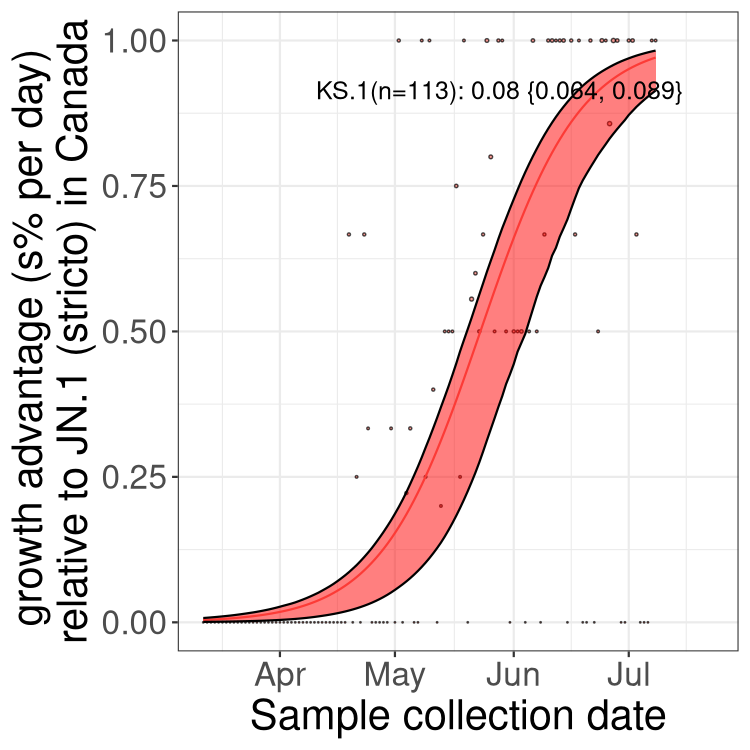 growth advantage (s% per day)
relative to JN.1 (stricto) in Canada
1.00
0.75
0.50
0.25
0.00
KS.1(n=113): 0.08 {0.064, 0.089}
Apr May Jun Jul
Sample collection date